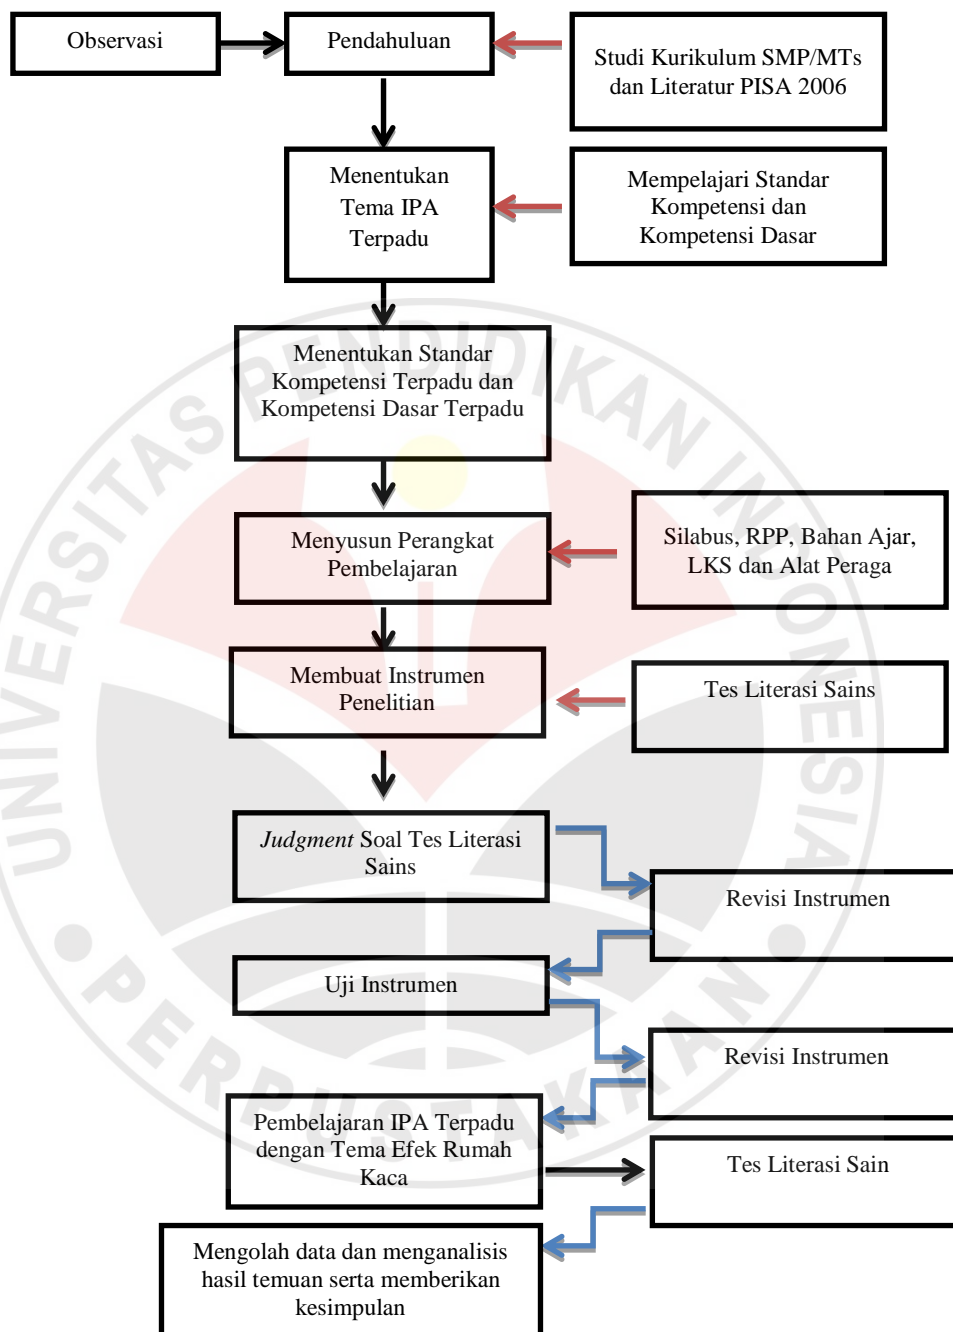 Observasi
Pendahuluan
Studi Kurikulum SMP/MTs
dan Literatur PISA 2006
Menentukan
Tema IPA
Terpadu
Mempelajari Standar
Kompetensi dan
Kompetensi Dasar
Menentukan Standar
Kompetensi Terpadu dan
Kompetensi Dasar Terpadu
Menyusun Perangkat
Pembelajaran
Silabus, RPP, Bahan Ajar,
LKS dan Alat Peraga
Membuat Instrumen
Penelitian
Tes Literasi Sains
Judgment Soal Tes Literasi
Sains
Revisi Instrumen
Uji Instrumen
Revisi Instrumen
Pembelajaran IPA Terpadu
dengan Tema Efek Rumah
Kaca
Tes Literasi Sain
Mengolah data dan menganalisis
hasil temuan serta memberikan
kesimpulan
UNIVERSITAS PENDIDIKAN INDONESIA
PERPUSTAKAAN